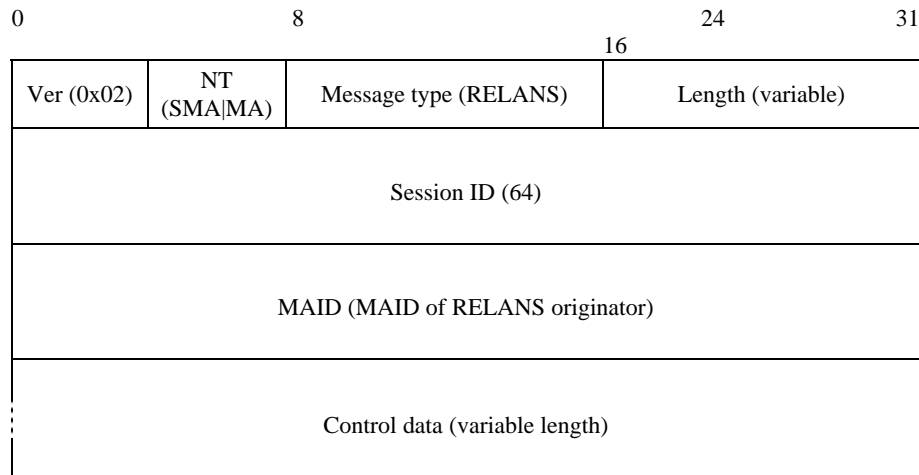 0 8 24 31
16
Ver (0x02) NT (SMA|MA) Message type (RELANS) Length (variable)
Session ID (64)
MAID (MAID of RELANS originator)
Control data (variable length)